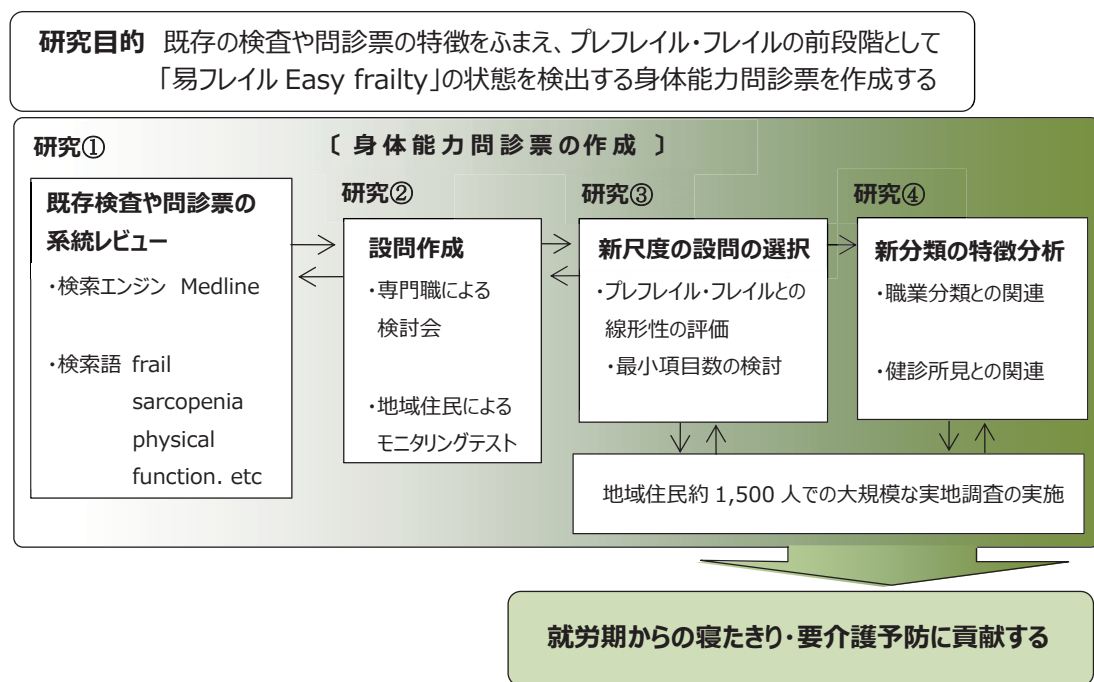 研究目的 既存の検査や問診票の特徴をふまえ、プレフレイル・フレイルの前段階として
「易フレイル Easy frailty」の状態を検出する身体能力問診票を作成する
研究①
〔 身体能力問診票の作成 〕
既存検査や問診票の
系統レビュー
・検索エンジン Medline
・検索語 frail
sarcopenia
physical
function. etc
研究②
設問作成
・専門職による
検討会
・地域住民による
モニタリングテスト
研究③
新尺度の設問の選択
・プレフレイル・フレイルとの
線形性の評価
・最小項目数の検討
研究④
新分類の特徴分析
・職業分類との関連
・健診所見との関連
地域住民約 1,500 人での大規模な実地調査の実施
就労期からの寝たきり・要介護予防に貢献する